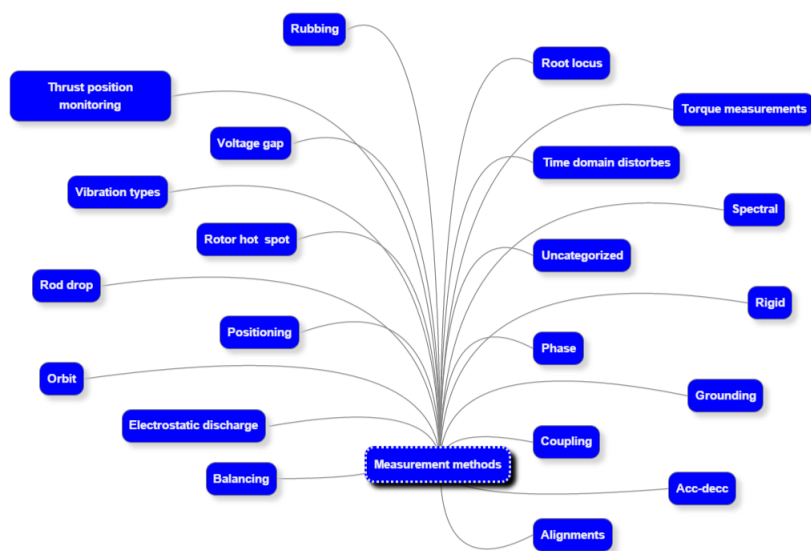 Rubbing
Root locus
Thrust position
monitoring
Torque measurements
Voltage gap
Time domain distorbes
Vibration types
Spectral
Rotor hot  spot
Uncategorized
Rod drop
Rigid
Positioning
Phase
Orbit
Grounding
Electrostatic discharge
Coupling
Measurement methods
Balancing
Acc-decc
Alignments